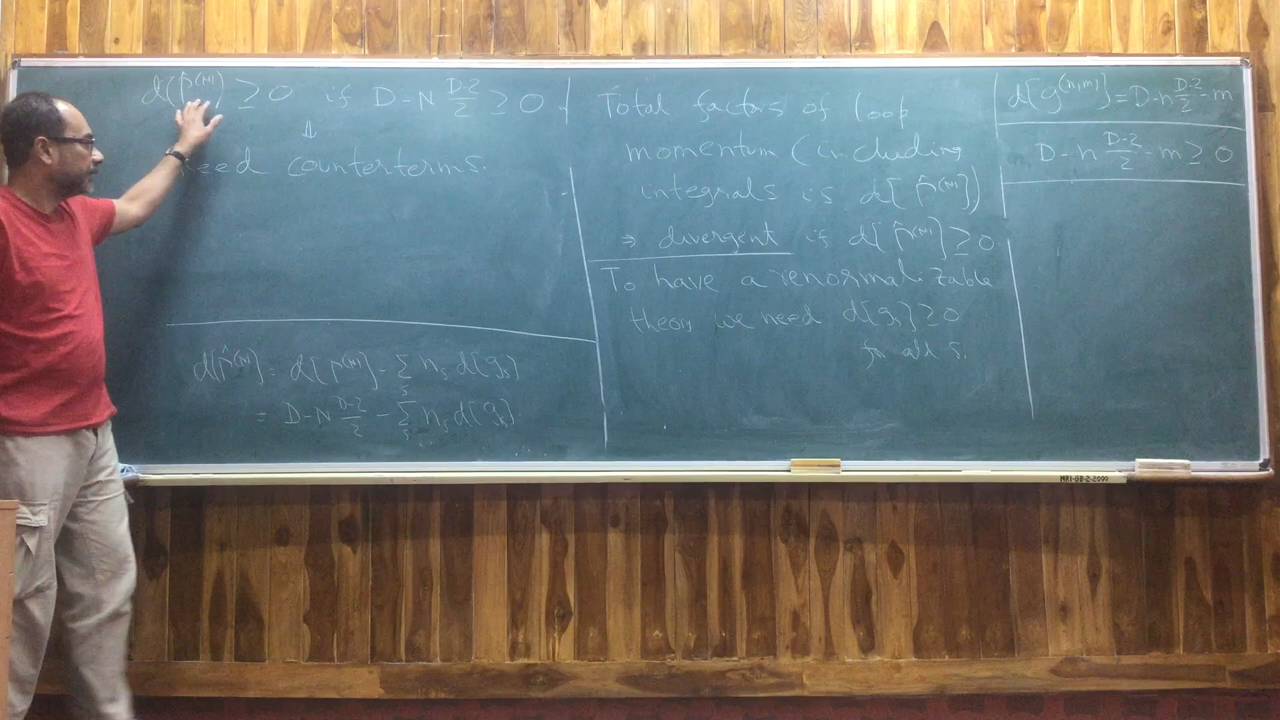 d[Γ̂^(N)] ≥ 0 if D-N (D-2)/2 ≥ 0
⇓
need counterterms.
d[Γ̂^(N)] = d[Γ^(N)] - Σ_s n_s d[g_s]
= D-N (D-2)/2 - Σ_s n_s d[g_s]
Total factors of loop
momentum (including
integrals is d[Γ̂^(N)])
⇒ divergent if d[Γ̂^(N)] ≥ 0
To have a renormalizable
theory we need d[g_s] ≥ 0
for all s.
d[g^(n,m)] = D-n (D-2)/2 - m
D-n (D-2)/2 - m ≥ 0
MRI-GB-2-2099